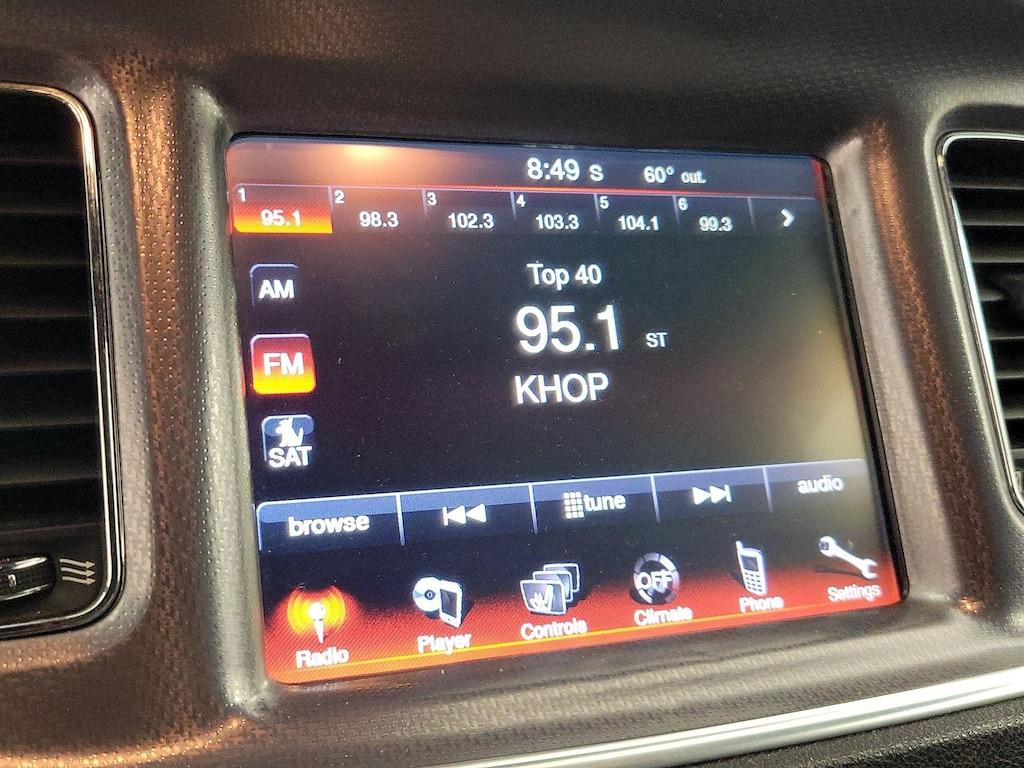 8:49 S 60° out.
1 2 3 4 5 6
95.1 98.3 102.3 103.3 104.1 99.3
AM
Top 40
95.1 ST
FM
KHOP
SAT
browse tune audio
OFF
Radio Player Controls Climate Phone Settings